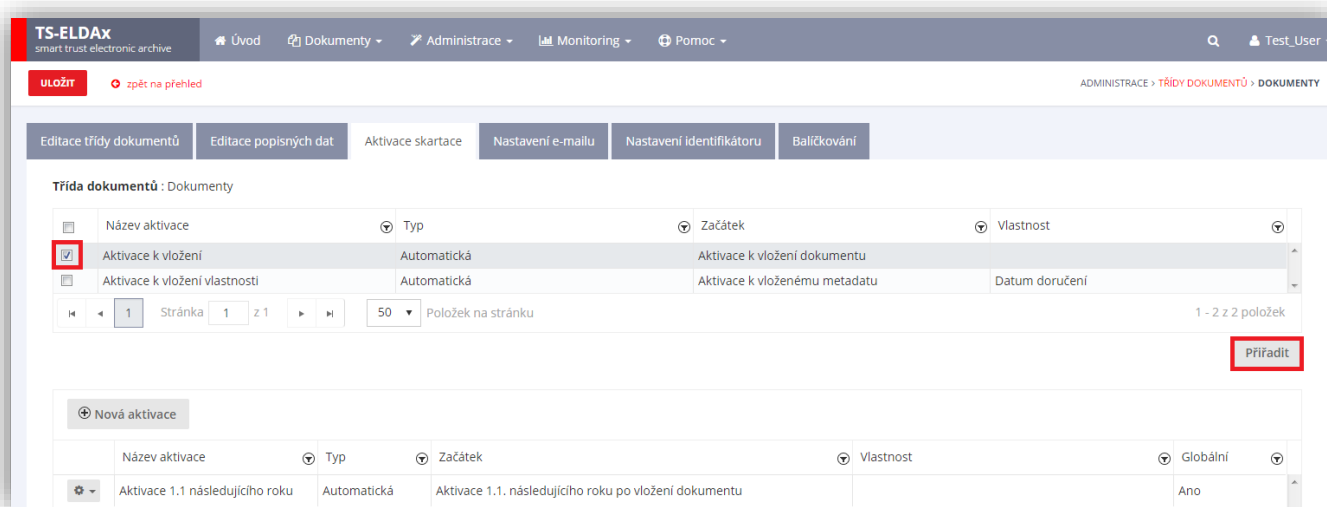 TS-ELDAx
smart trust electronic archive
Úvod Dokumenty Administrace Monitoring Pomoc Test_User
ULOŽIT zpět na přehled ADMINISTRACE > TŘÍDY DOKUMENTŮ > DOKUMENTY
Editace třídy dokumentů Editace popisných dat Aktivace skartace Nastavení e-mailu Nastavení identifikátoru Balíčkování
Třída dokumentů : Dokumenty
Název aktivace Typ Začátek Vlastnost
Aktivace k vložení Automatická Aktivace k vložení dokumentu
Aktivace k vložení vlastnosti Automatická Aktivace k vloženému metadatu Datum doručení
1 Stránka 1 z 1 50 Položek na stránku 1 - 2 z 2 položek
Přiřadit
Nová aktivace
Název aktivace Typ Začátek Vlastnost Globální
Aktivace 1.1 následujícího roku Automatická Aktivace 1.1. následujícího roku po vložení dokumentu Ano